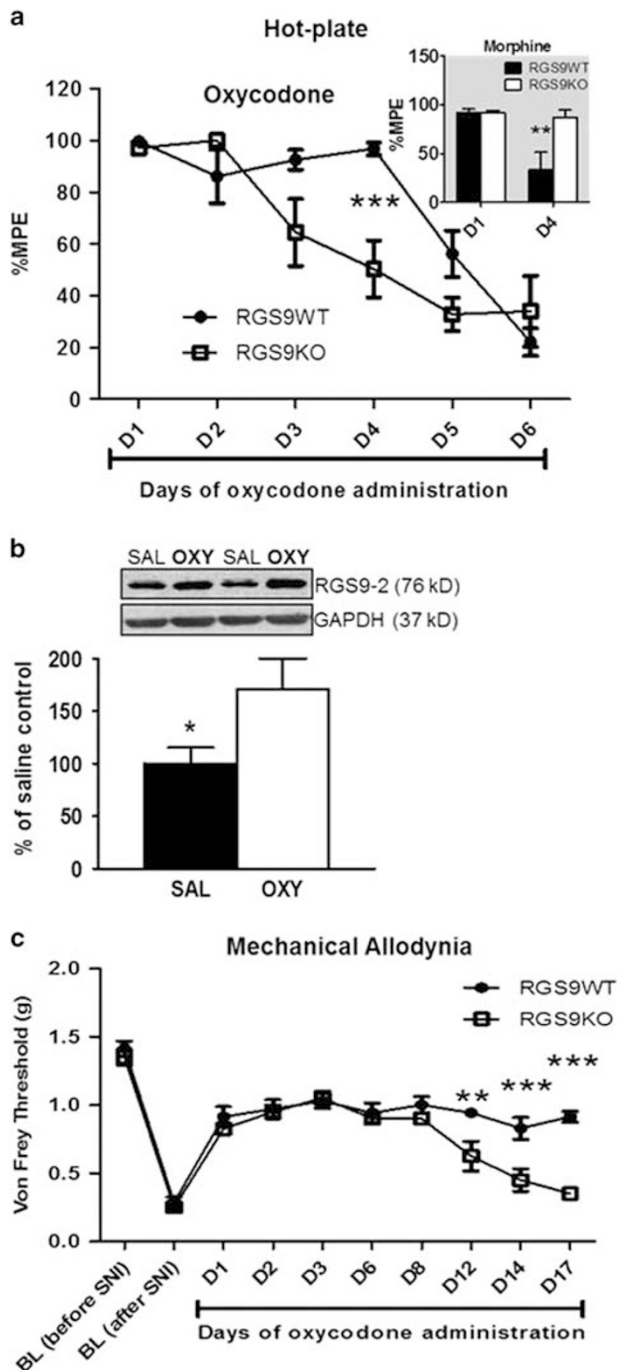 a
Hot-plate
Oxycodone
%MPE
120
100
80
60
40
20
0
***
RGS9WT
RGS9KO
D1
D2
D3
D4
D5
D6
Days of oxycodone administration
Morphine
RGS9WT
RGS9KO
%MPE
150
100
50
0
**
D1
D4
b
SAL OXY SAL OXY
RGS9-2 (76 kD)
GAPDH (37 kD)
% of saline control
200
150
100
50
0
*
SAL
OXY
c
Mechanical Allodynia
Von Frey Threshold (g)
2.0
1.5
1.0
0.5
0.0
RGS9WT
RGS9KO
**
***
***
BL (before SNI)
BL (after SNI)
D1
D2
D3
D6
D8
D12
D14
D17
Days of oxycodone administration